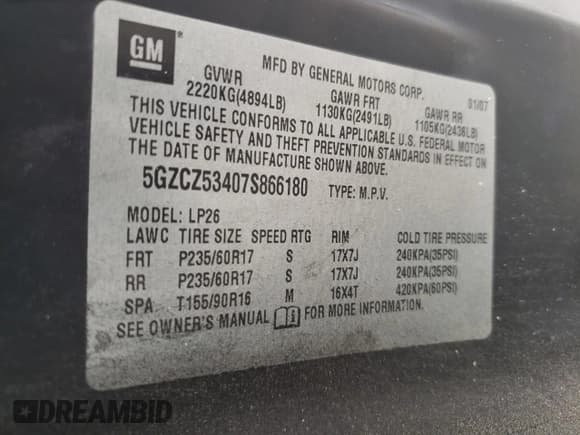 GM
MFD BY GENERAL MOTORS CORP. 01/07
GVWR GAWR FRT GAWR RR
2220KG(4894LB) 1130KG(2491LB) 1105KG(2436LB)
THIS VEHICLE CONFORMS TO ALL APPLICABLE U.S. FEDERAL MOTOR
VEHICLE SAFETY AND THEFT PREVENTION STANDARDS IN EFFECT ON
THE DATE OF MANUFACTURE SHOWN ABOVE.
5GZCZ53407S866180 TYPE: M.P.V.
MODEL: LP26
LAWC TIRE SIZE SPEED RTG RIM COLD TIRE PRESSURE
FRT P235/60R17 S 17X7J 240KPA(35PSI)
RR P235/60R17 S 17X7J 240KPA(35PSI)
SPA T155/90R16 M 16X4T 420KPA(60PSI)
SEE OWNER'S MANUAL FOR MORE INFORMATION.
DREAMBID